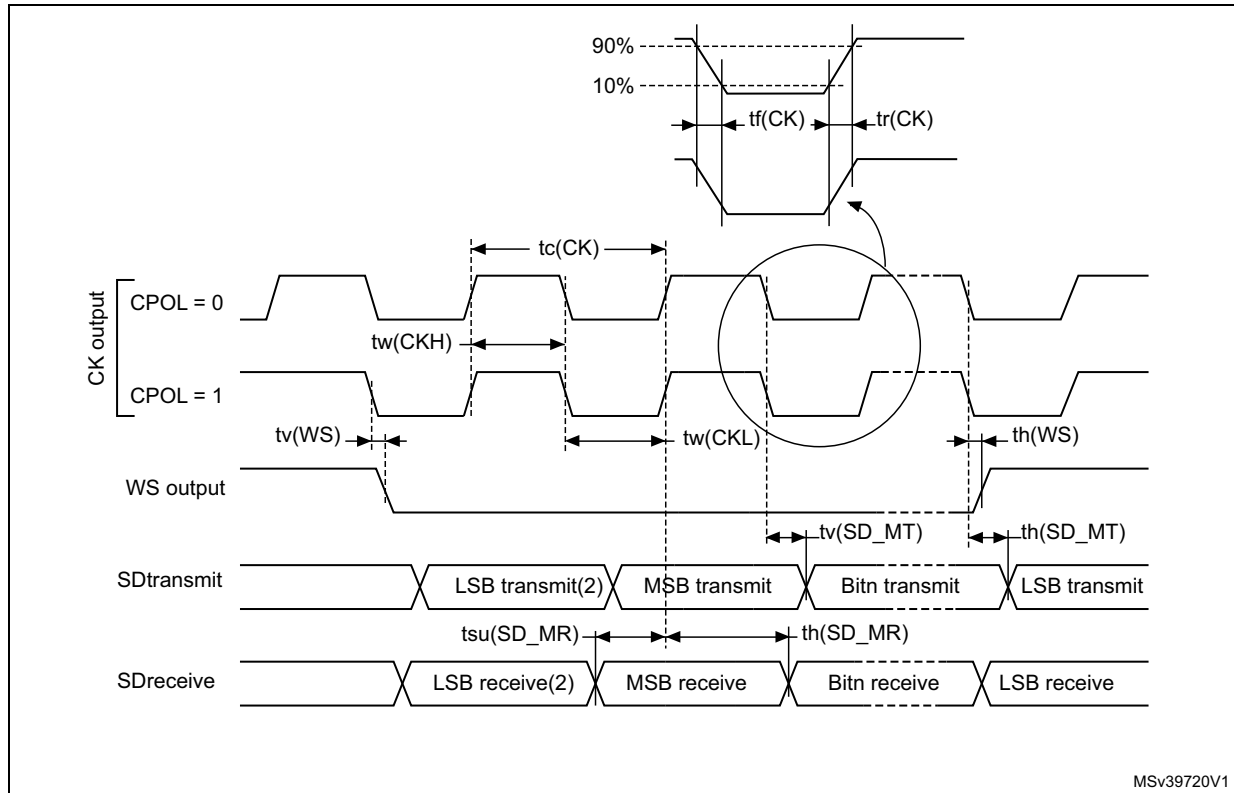 90%
10%
tf(CK)
tr(CK)
tc(CK)
CK output
CPOL = 0
tw(CKH)
CPOL = 1
tv(WS)
tw(CKL)
th(WS)
WS output
tv(SD_MT)
th(SD_MT)
SDtransmit
LSB transmit(2)
MSB transmit
Bitn transmit
LSB transmit
tsu(SD_MR)
th(SD_MR)
SDreceive
LSB receive(2)
MSB receive
Bitn receive
LSB receive
MSv39720V1